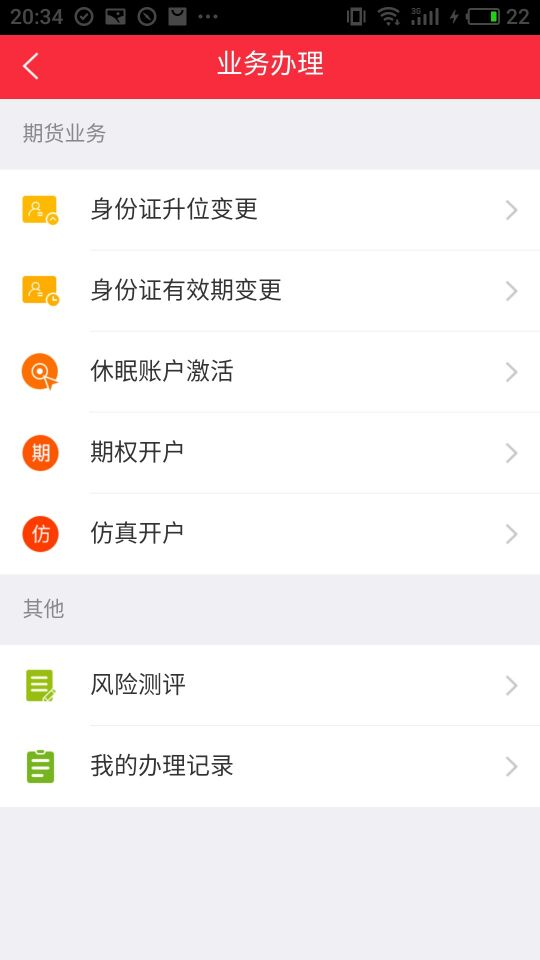 20:34
3G
22
业务办理
期货业务
身份证升位变更
身份证有效期变更
休眠账户激活
期
期权开户
仿
仿真开户
其他
风险测评
我的办理记录